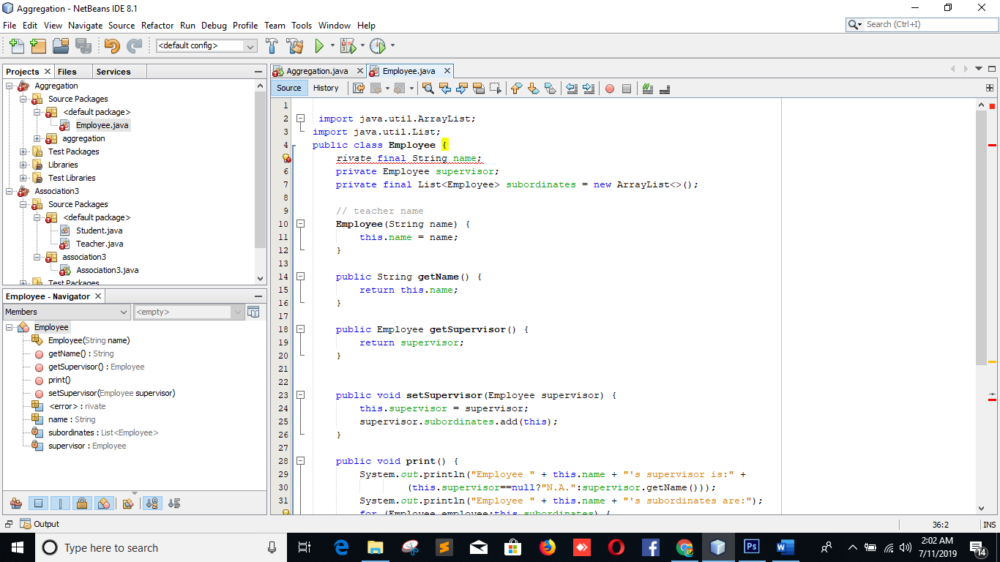 Aggregation - NetBeans IDE 8.1
File Edit View Navigate Source Refactor Run Debug Profile Team Tools Window Help
Search (Ctrl+I)
<default config>
Projects Files Services
Aggregation
Source Packages
<default package>
Employee.java
aggregation
Test Packages
Libraries
Test Libraries
Association3
Source Packages
<default package>
Student.java
Teacher.java
association3
Association3.java
Test Packages
Employee - Navigator
Members <empty>
Employee
Employee(String name)
getName() : String
getSupervisor() : Employee
print()
setSupervisor(Employee supervisor)
<error> : rivate
name : String
subordinates : List<Employee>
supervisor : Employee
Aggregation.java Employee.java
Source History
1
2 import java.util.ArrayList;
3 import java.util.List;
4 public class Employee {
rivate final String name;
6 private Employee supervisor;
7 private final List<Employee> subordinates = new ArrayList<>();
8
9 // teacher name
10 Employee(String name) {
11 this.name = name;
12 }
13
14 public String getName() {
15 return this.name;
16 }
17
18 public Employee getSupervisor() {
19 return supervisor;
20 }
21
22
23 public void setSupervisor(Employee supervisor) {
24 this.supervisor = supervisor;
25 supervisor.subordinates.add(this);
26 }
27
28 public void print() {
29 System.out.println("Employee " + this.name + "'s supervisor is:" +
30 (this.supervisor==null?"N.A.":supervisor.getName()));
31 System.out.println("Employee " + this.name + "'s subordinates are:");
for (Employee employee:this.subordinates) {
Output
36:2 INS
Type here to search
Ps
2:02 AM
7/11/2019
14